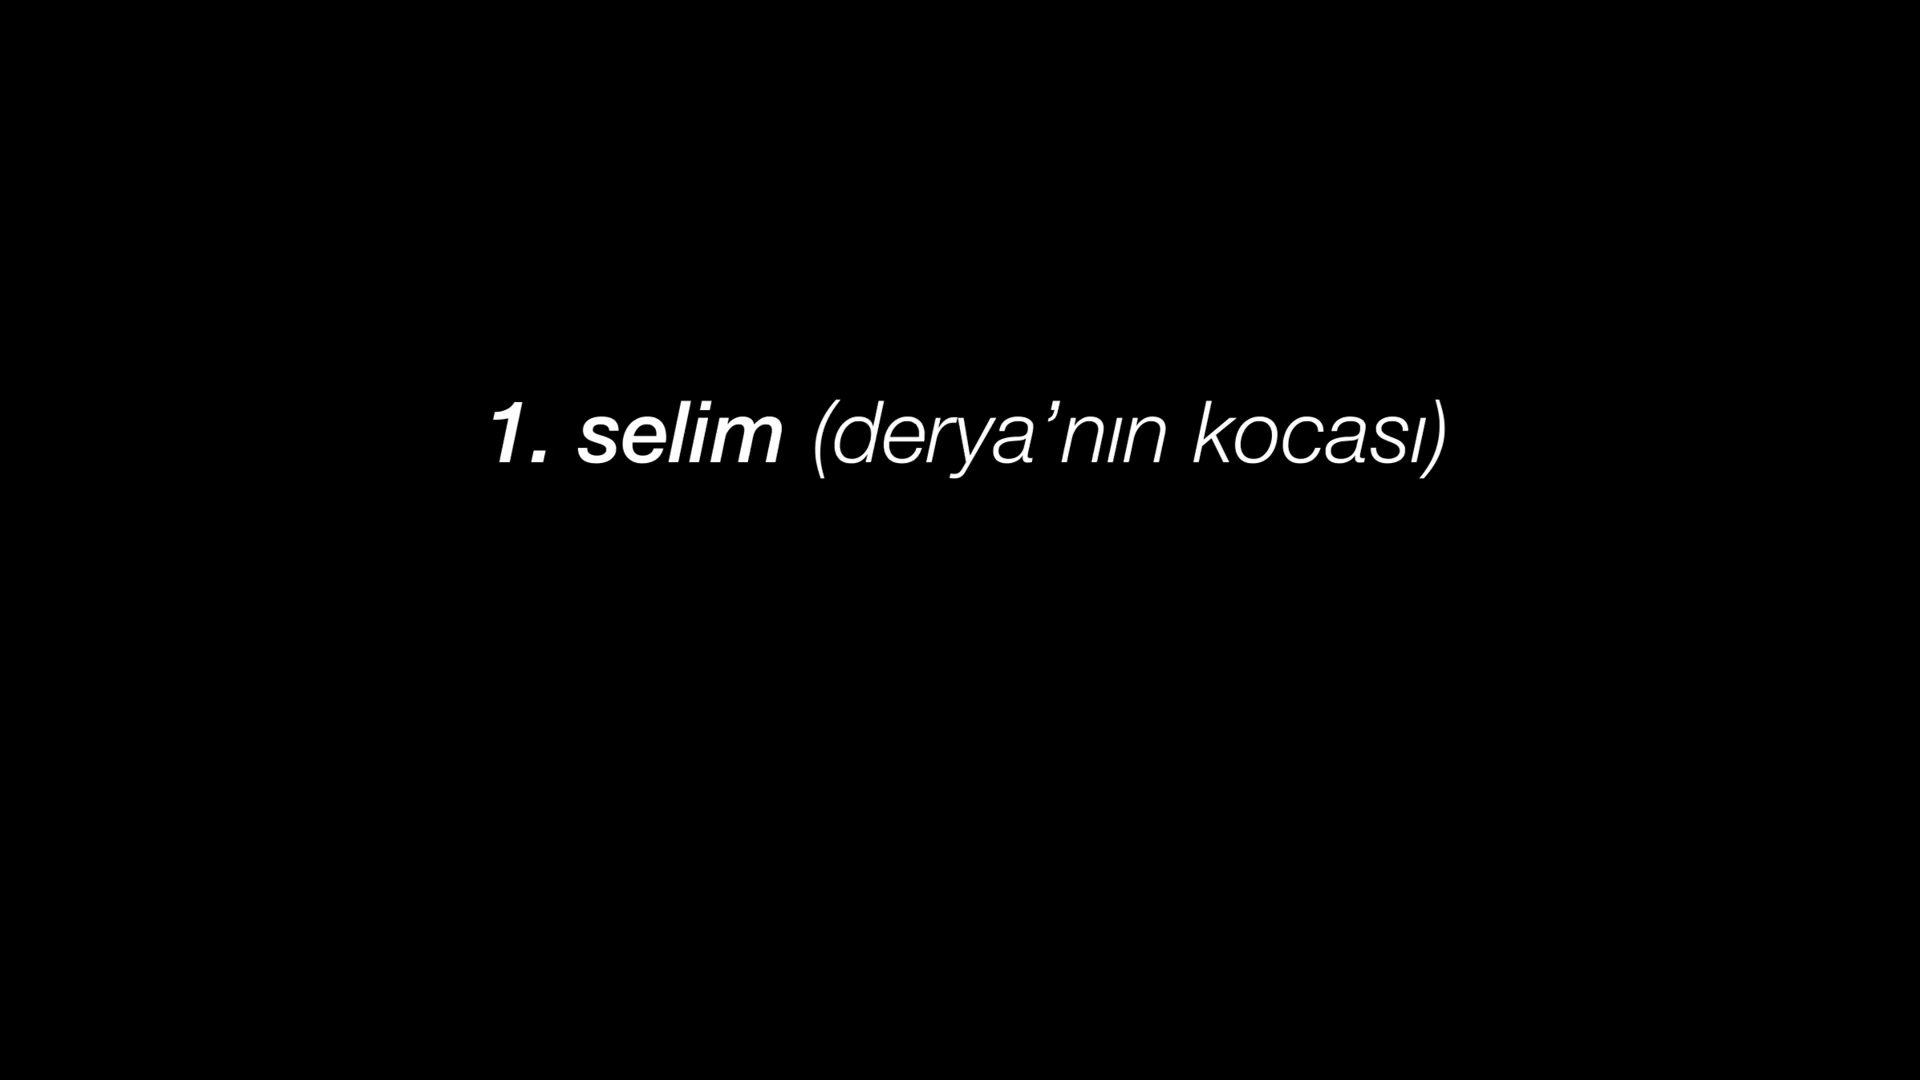 1. selim (derya’nın kocası)